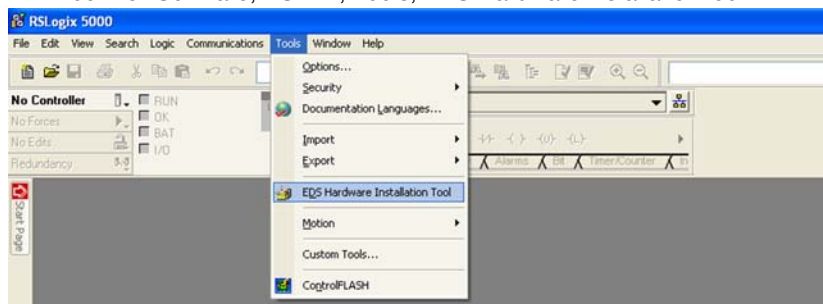 RSLogix 5000
File Edit View Search Logic Communications Tools Window Help
No Controller
RUN
No Forces
OK
No Edits
BAT
Redundancy
I/O
Options...
Security
Documentation Languages...
Import
Export
EDS Hardware Installation Tool
Motion
Custom Tools...
ControlFLASH
Alarms Bit Timer/Counter In
Start Page